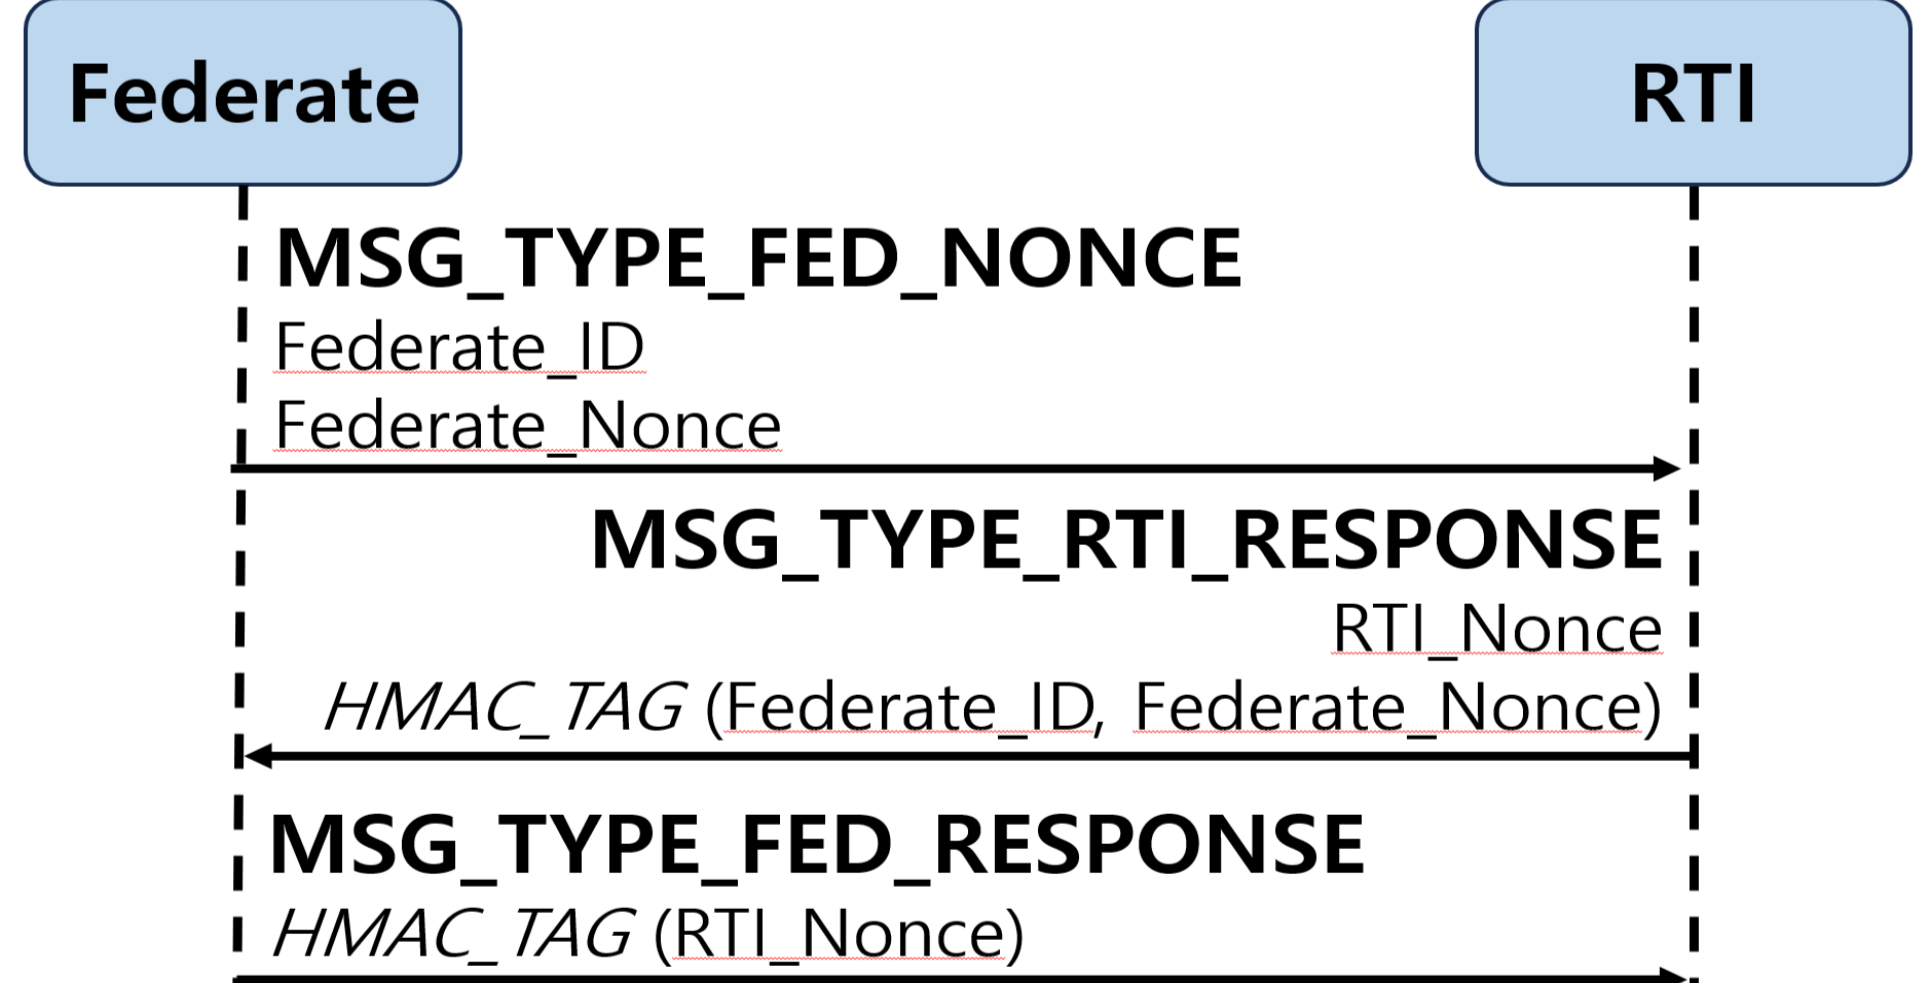 Federate
RTI
MSG_TYPE_FED_NONCE
Federate_ID
Federate_Nonce
MSG_TYPE_RTI_RESPONSE
RTI_Nonce
HMAC_TAG (Federate_ID, Federate_Nonce)
MSG_TYPE_FED_RESPONSE
HMAC_TAG (RTI_Nonce)